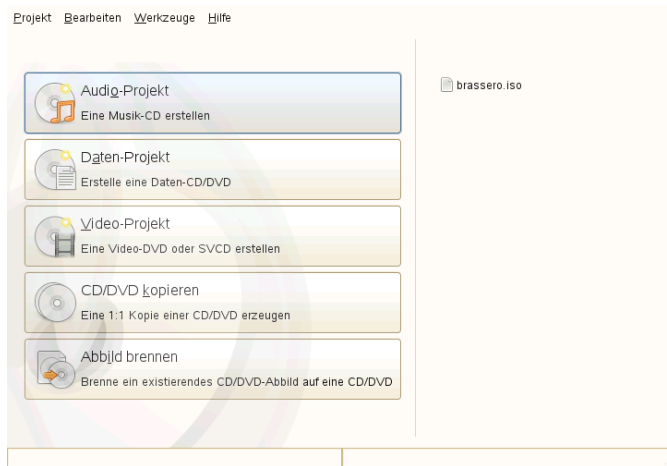 Projekt Bearbeiten Werkzeuge Hilfe
Audio-Projekt
Eine Musik-CD erstellen
Daten-Projekt
Erstelle eine Daten-CD/DVD
Video-Projekt
Eine Video-DVD oder SVCD erstellen
CD/DVD kopieren
Eine 1:1 Kopie einer CD/DVD erzeugen
Abbild brennen
Brenne ein existierendes CD/DVD-Abbild auf eine CD/DVD
brassero.iso